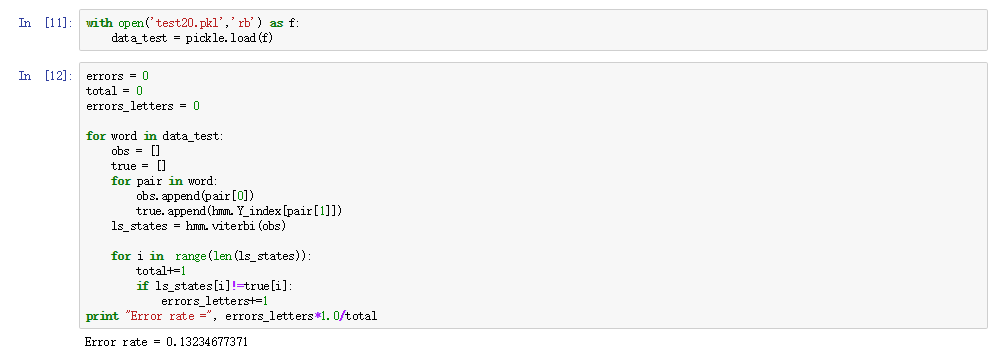 In [11]: with open('test20.pkl','rb') as f:
    data_test = pickle.load(f)
In [12]: errors = 0
total = 0
errors_letters = 0
for word in data_test:
    obs = []
    true = []
    for pair in word:
        obs.append(pair[0])
        true.append(hmm.Y_index[pair[1]])
    ls_states = hmm.viterbi(obs)
    for i in  range(len(ls_states)):
        total+=1
        if ls_states[i]!=true[i]:
            errors_letters+=1
print "Error rate =", errors_letters*1.0/total
Error rate = 0.13234677371